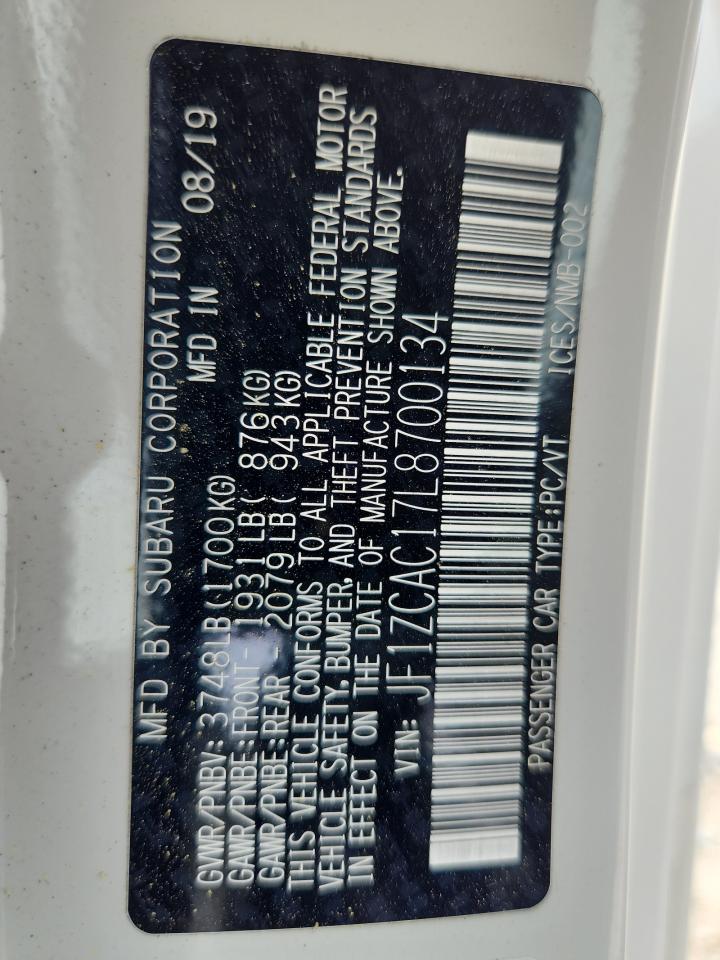 MFD BY SUBARU CORPORATION
MFD IN 08/19
GVWR/PNBV: 3748LB(1700KG)
GAWR/PNBE:FRONT- 1931LB( 876KG)
GAWR/PNBE:REAR - 2079LB( 943KG)
THIS VEHICLE CONFORMS TO ALL APPLICABLE FEDERAL MOTOR
VEHICLE SAFETY,BUMPER,AND THEFT PREVENTION STANDARDS
IN EFFECT ON THE DATE OF MANUFACTURE SHOWN ABOVE.
VIN: JF1ZCAC17L8700134
PASSENGER CAR TYPE:PC/VT ICES/NMB-002